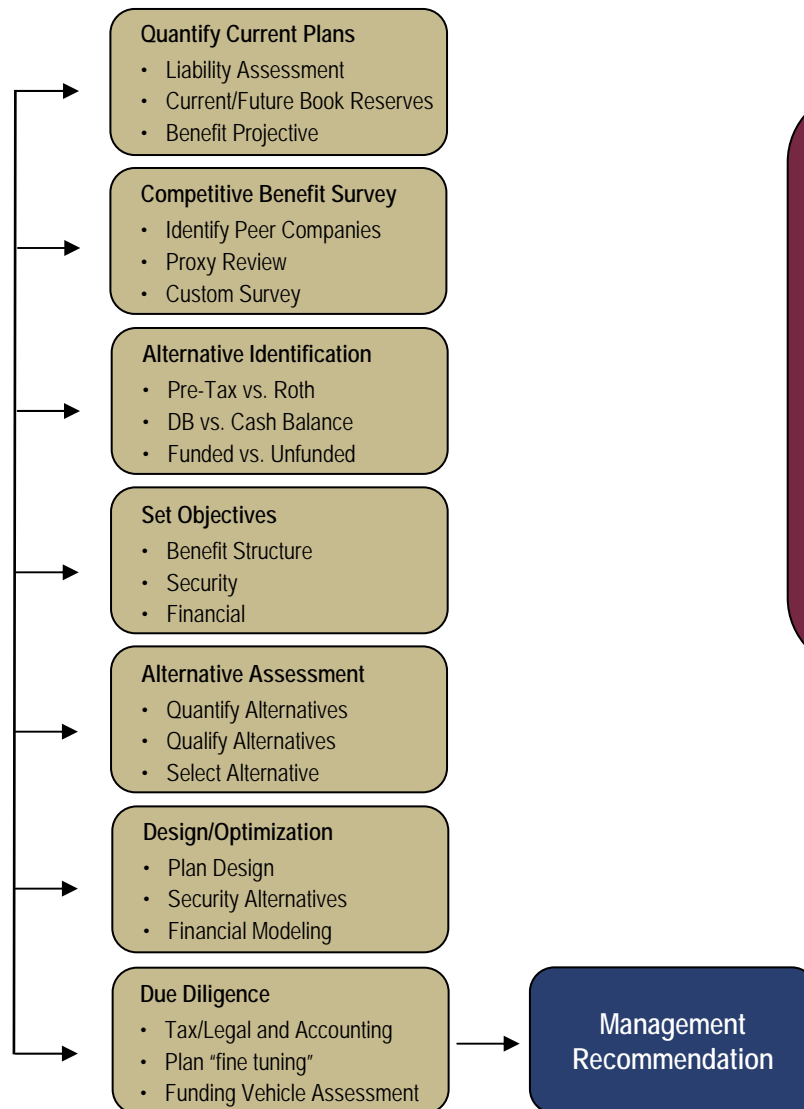 Quantify Current Plans
• Liability Assessment
• Current/Future Book Reserves
• Benefit Projective
Competitive Benefit Survey
• Identify Peer Companies
• Proxy Review
• Custom Survey
Alternative Identification
• Pre-Tax vs. Roth
• DB vs. Cash Balance
• Funded vs. Unfunded
Set Objectives
• Benefit Structure
• Security
• Financial
Alternative Assessment
• Quantify Alternatives
• Qualify Alternatives
• Select Alternative
Design/Optimization
• Plan Design
• Security Alternatives
• Financial Modeling
Due Diligence
• Tax/Legal and Accounting
• Plan “fine tuning”
• Funding Vehicle Assessment
Management
Recommendation